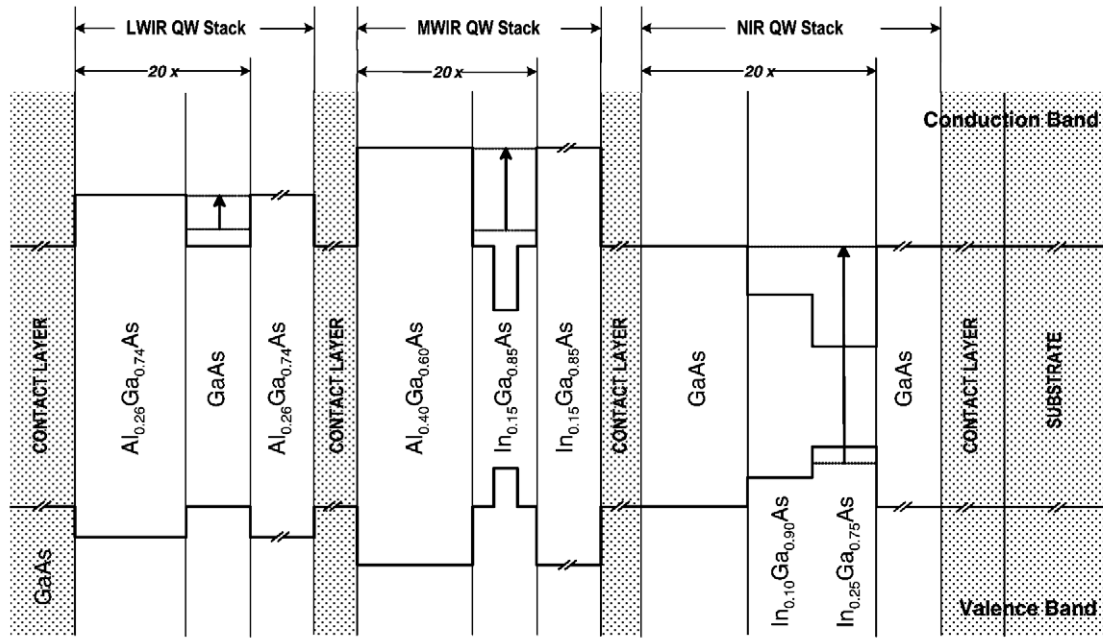 LWIR QW Stack
MWIR QW Stack
NIR QW Stack
20 x
20 x
20 x
Conduction Band
CONTACT LAYER
Al0.26Ga0.74As
GaAs
Al0.26Ga0.74As
CONTACT LAYER
Al0.40Ga0.60As
In0.15Ga0.85As
In0.15Ga0.85As
CONTACT LAYER
GaAs
GaAs
CONTACT LAYER
SUBSTRATE
GaAs
In0.10Ga0.90As
In0.25Ga0.75As
Valence Band